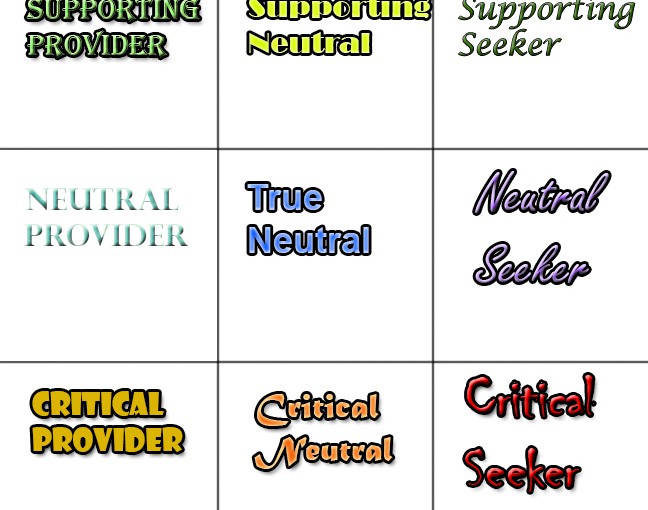 SUPPORTING
PROVIDER
Supporting
Neutral
Supporting
Seeker
NEUTRAL
PROVIDER
True
Neutral
Neutral
Seeker
CRITICAL
PROVIDER
Critical
Neutral
Critical
Seeker